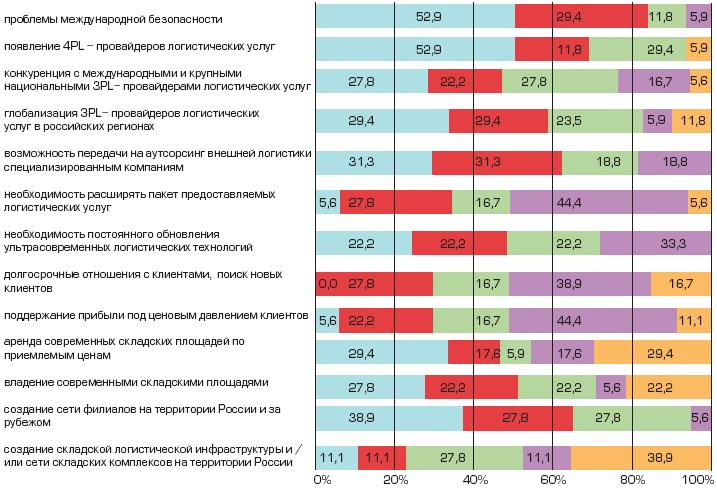 проблемы международной безопасности
52,9 29,4 11,8 5,9
появление 4PL – провайдеров логистических услуг
52,9 11,8 29,4 5,9
конкуренция с международными и крупными
национальными 3PL– провайдерами логистических услуг
27,8 22,2 27,8 16,7 5,6
глобализация 3PL– провайдеров логистических
услуг в российских регионах
29,4 29,4 23,5 5,9 11,8
возможность передачи на аутсорсинг внешней логистики
специализированным компаниям
31,3 31,3 18,8 18,8
необходимость расширять пакет предоставляемых
логистических услуг
5,6 27,8 16,7 44,4 5,6
необходимость постоянного обновления
ультрасовременных логистических технологий
22,2 22,2 22,2 33,3
долгосрочные отношения с клиентами, поиск новых
клиентов
0,0 27,8 16,7 38,9 16,7
поддержание прибыли под ценовым давлением клиентов
5,6 22,2 16,7 44,4 11,1
аренда современных складских площадей по
приемлемым ценам
29,4 17,6 5,9 17,6 29,4
владение современными складскими площадями
27,8 22,2 22,2 5,6 22,2
создание сети филиалов на территории России и за
рубежом
38,9 27,8 27,8 5,6
создание складской логистической инфраструктуры и /
или сети складских комплексов на территории России
11,1 11,1 27,8 11,1 38,9
0% 20% 40% 60% 80% 100%